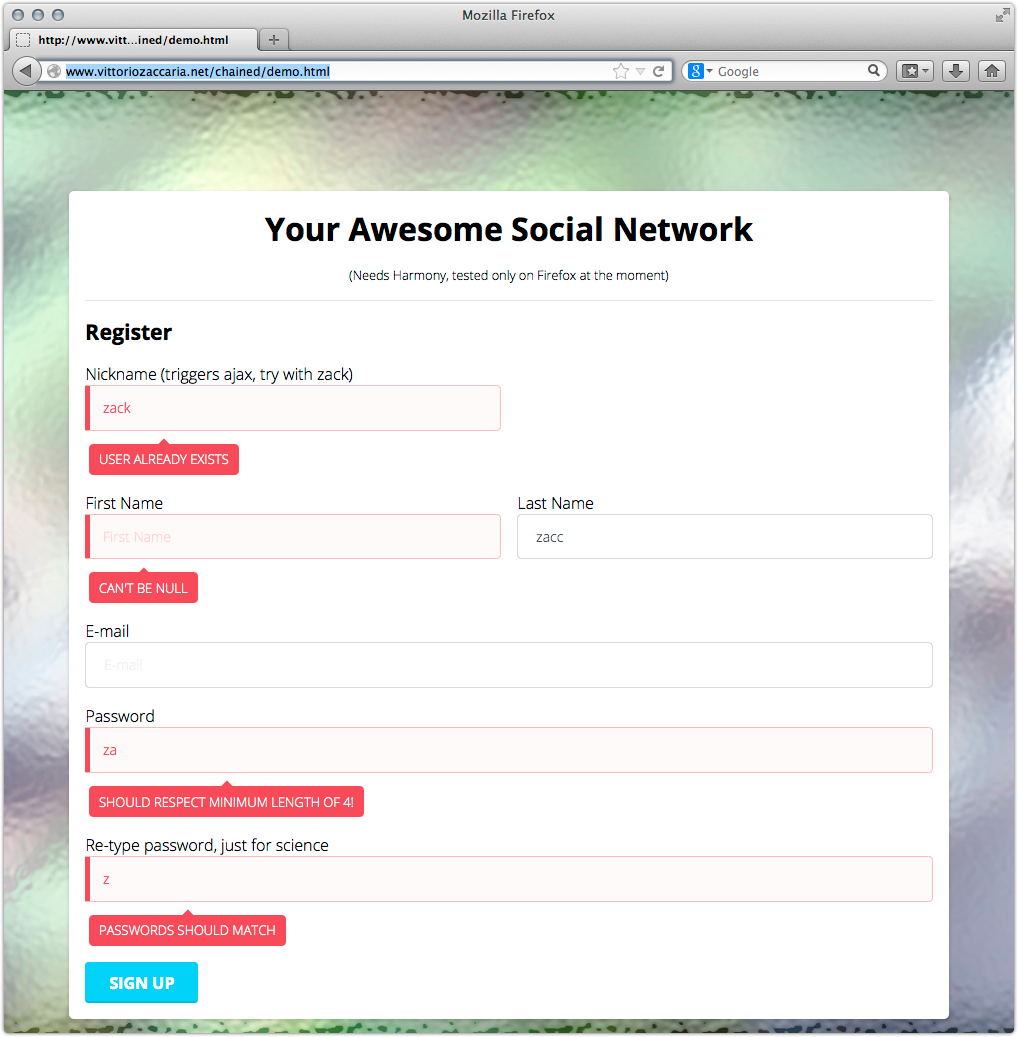 Mozilla Firefox
http://www.vitt...ined/demo.html
www.vittoriozaccaria.net/chained/demo.html
Google
Your Awesome Social Network
(Needs Harmony, tested only on Firefox at the moment)
Register
Nickname (triggers ajax, try with zack)
zack
USER ALREADY EXISTS
First Name
Last Name
First Name
zacc
CAN'T BE NULL
E-mail
E-mail
Password
za
SHOULD RESPECT MINIMUM LENGTH OF 4!
Re-type password, just for science
z
PASSWORDS SHOULD MATCH
SIGN UP